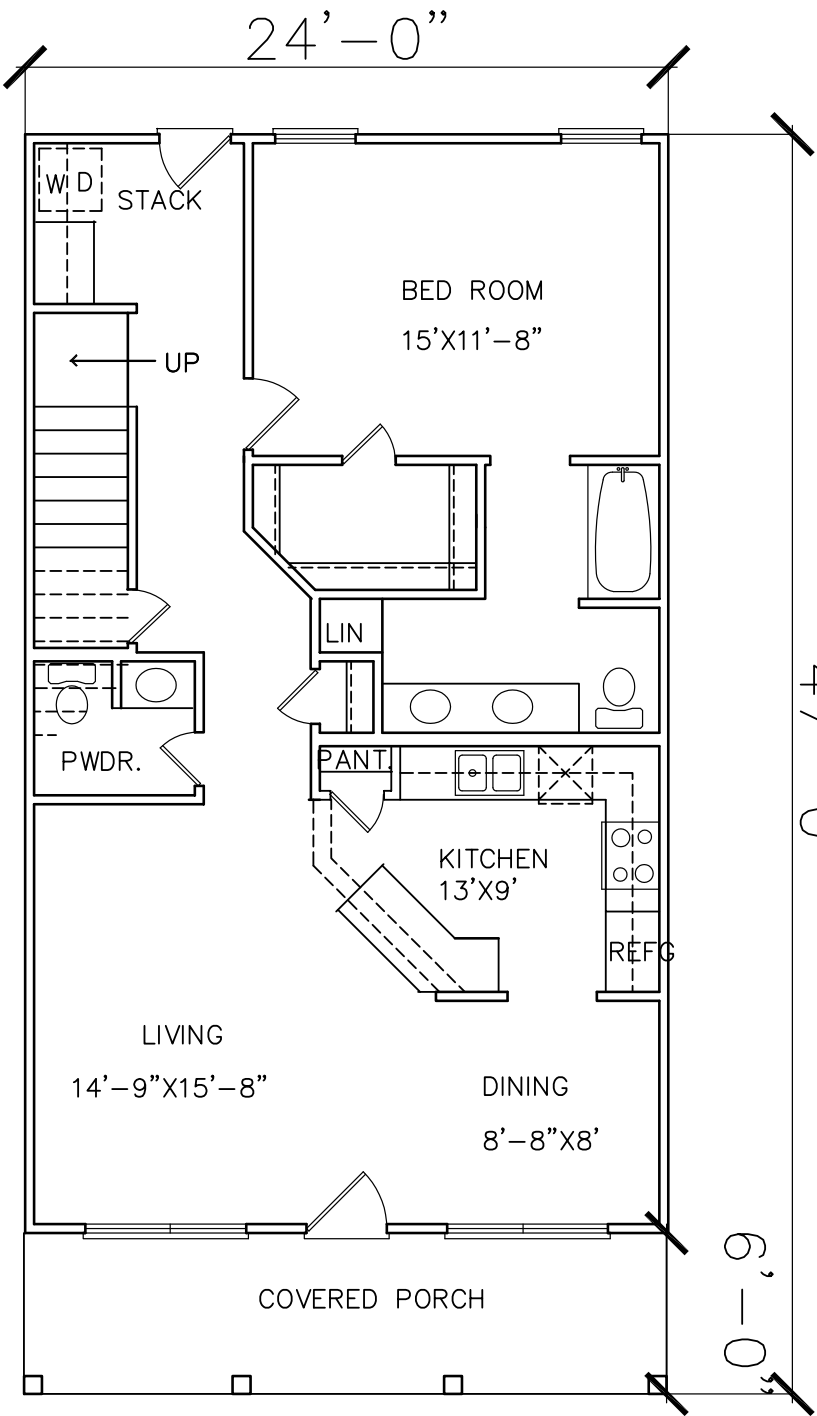 24'-0"
W D
STACK
BED ROOM
15'X11'-8"
UP
LIN
PWDR.
PANT.
KITCHEN
13'X9'
REFG
LIVING
14'-9"X15'-8"
DINING
8'-8"X8'
COVERED PORCH
6'-0"